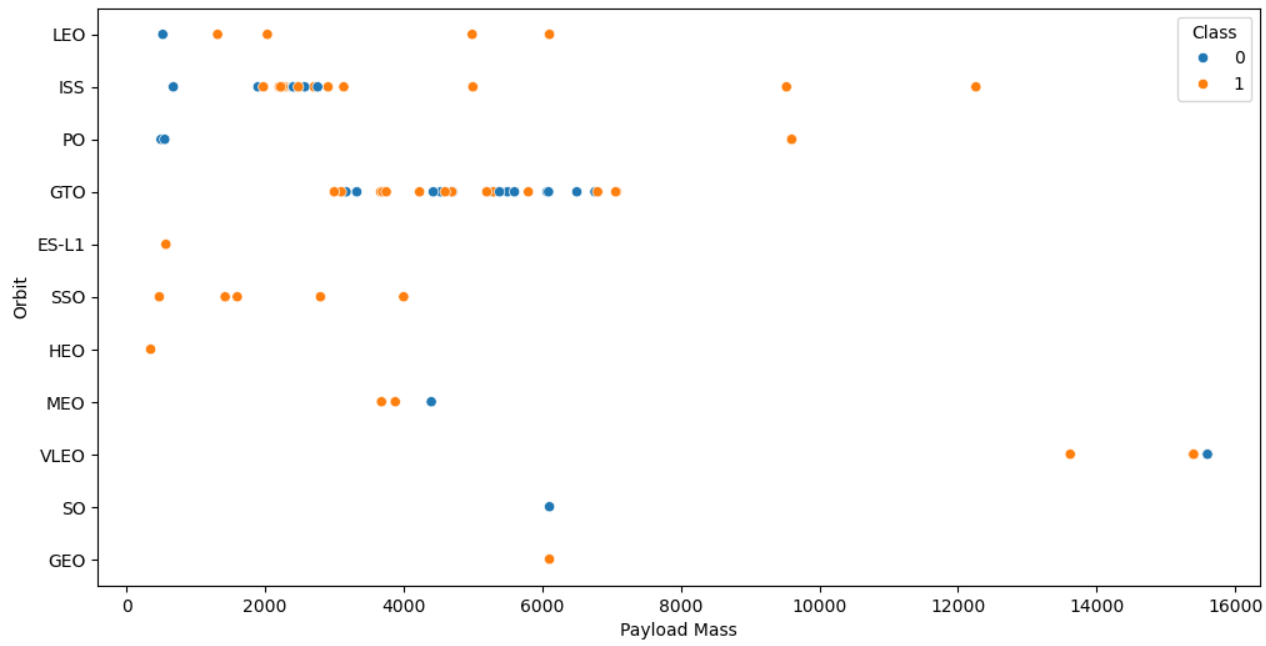 Class
0
1
LEO
ISS
PO
GTO
ES-L1
SSO
HEO
MEO
VLEO
SO
GEO
Orbit
0 2000 4000 6000 8000 10000 12000 14000 16000
Payload Mass